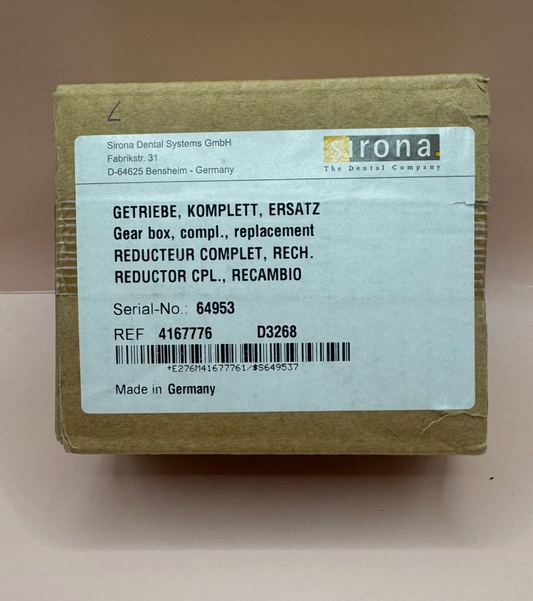 Sirona Dental Systems GmbH
Fabrikstr. 31
D-64625 Bensheim - Germany
sirona.
The Dental Company
GETRIEBE, KOMPLETT, ERSATZ
Gear box, compl., replacement
REDUCTEUR COMPLET, RECH.
REDUCTOR CPL., RECAMBIO
Serial-No.: 64953
REF 4167776 D3268
+E276M41677761/$S649537
Made in Germany